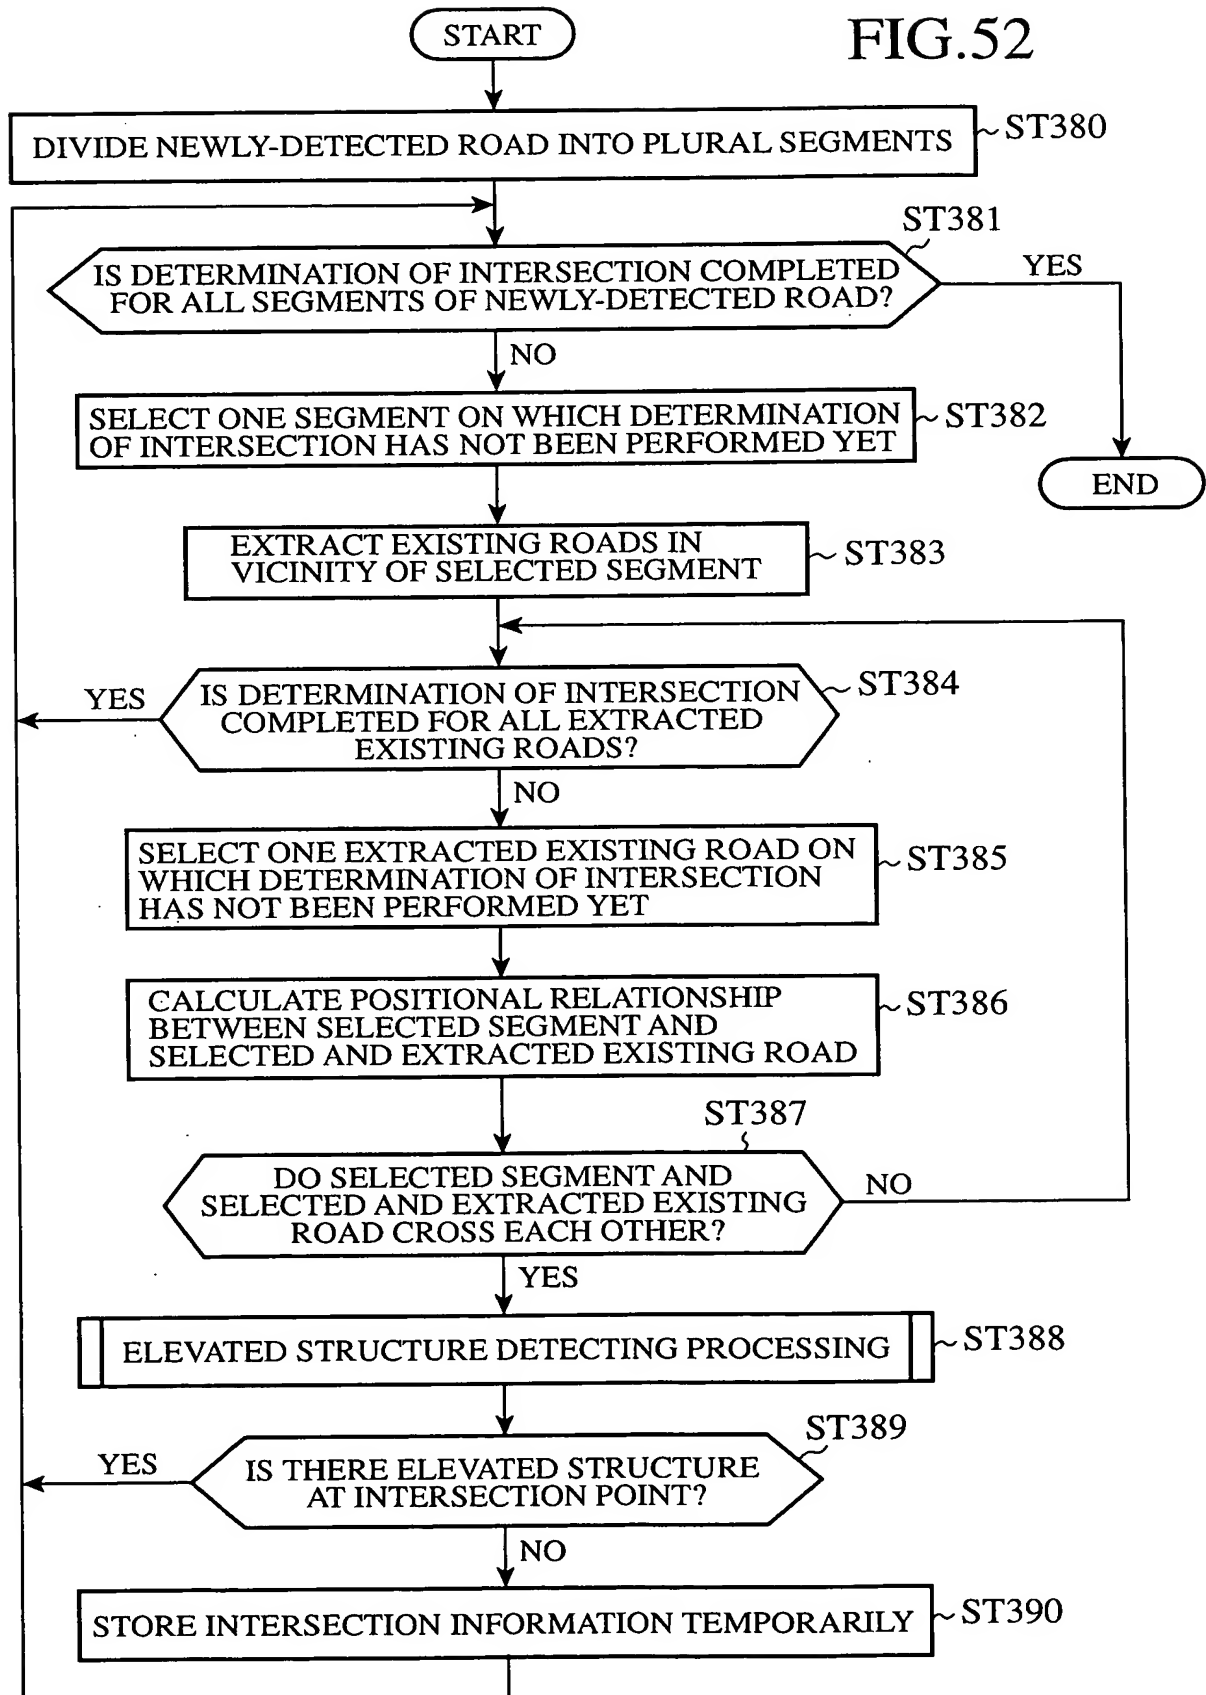 FIG.52
START
DIVIDE NEWLY-DETECTED ROAD INTO PLURAL SEGMENTS
ST380
ST381
IS DETERMINATION OF INTERSECTION COMPLETED
FOR ALL SEGMENTS OF NEWLY-DETECTED ROAD?
YES
NO
SELECT ONE SEGMENT ON WHICH DETERMINATION
OF INTERSECTION HAS NOT BEEN PERFORMED YET
ST382
END
EXTRACT EXISTING ROADS IN
VICINITY OF SELECTED SEGMENT
ST383
YES
IS DETERMINATION OF INTERSECTION
COMPLETED FOR ALL EXTRACTED
EXISTING ROADS?
ST384
NO
SELECT ONE EXTRACTED EXISTING ROAD ON
WHICH DETERMINATION OF INTERSECTION
HAS NOT BEEN PERFORMED YET
ST385
CALCULATE POSITIONAL RELATIONSHIP
BETWEEN SELECTED SEGMENT AND
SELECTED AND EXTRACTED EXISTING ROAD
ST386
ST387
DO SELECTED SEGMENT AND
SELECTED AND EXTRACTED EXISTING
ROAD CROSS EACH OTHER?
NO
YES
ELEVATED STRUCTURE DETECTING PROCESSING
ST388
ST389
YES
IS THERE ELEVATED STRUCTURE
AT INTERSECTION POINT?
NO
STORE INTERSECTION INFORMATION TEMPORARILY
ST390